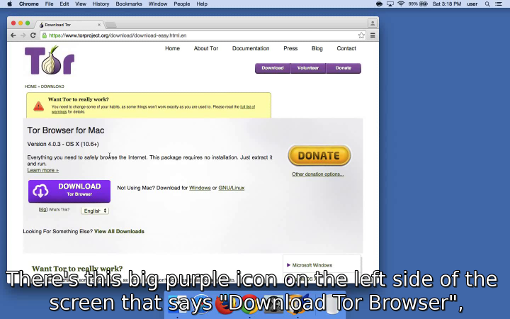 Chrome File Edit View History Bookmarks Window People Help
99% Sat 5:18 PM user
Download Tor
https://www.torproject.org/download/download-easy.html.en
Tor
Home About Tor Documentation Press Blog Contact
Download Volunteer Donate
HOME » DOWNLOAD
Want Tor to really work?
You need to change some of your habits, as some things won't work exactly as you are used to. Please read the full list of warnings for details.
Tor Browser for Mac
Version 4.0.3 - OS X (10.6+)
Everything you need to safely browse the Internet. This package requires no installation. Just extract it
and run.
Learn more »
DONATE
Other donation options...
DOWNLOAD
Tor Browser
Not Using Mac? Download for Windows or GNU/Linux
(sig) What's This?
English
Looking For Something Else? View All Downloads
Want Tor to really work?
Microsoft Windows
There's this big purple icon on the left side of the
screen that says "Download Tor Browser",